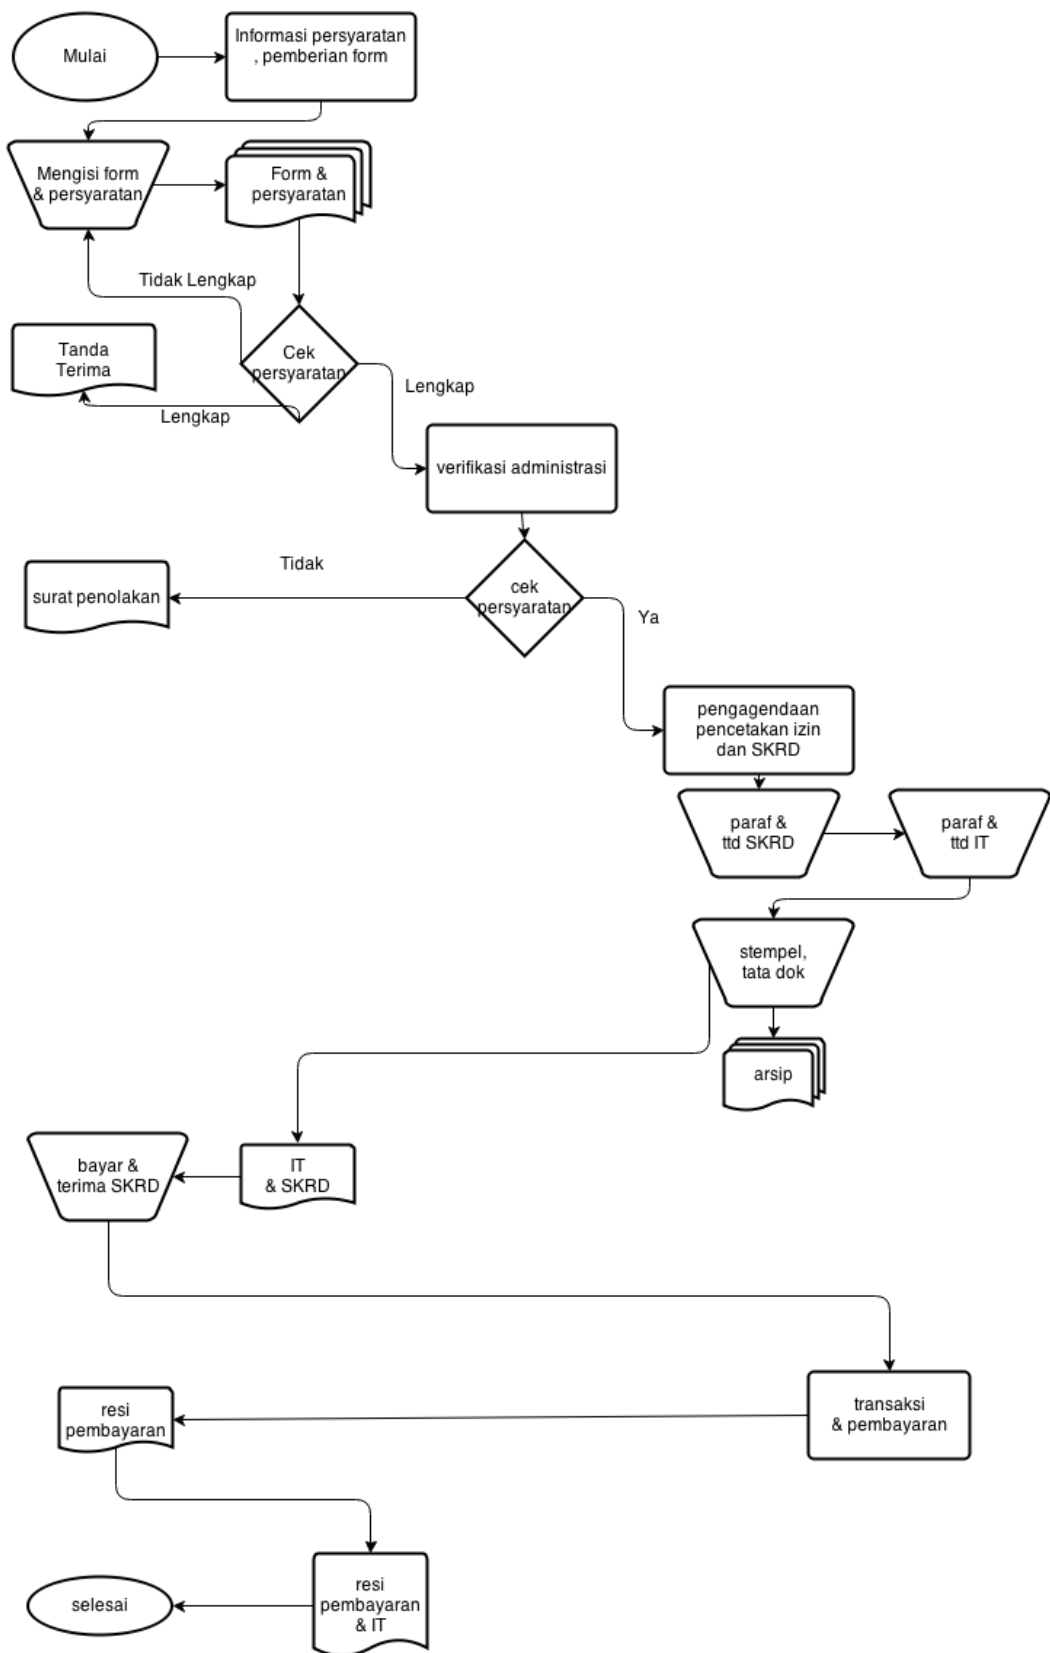 Mulai
Informasi persyaratan
, pemberian form
Mengisi form
& persyaratan
Form &
persyaratan
Tidak Lengkap
Tanda
Terima
Cek
persyaratan
Lengkap
Lengkap
verifikasi administrasi
Tidak
surat penolakan
cek
persyaratan
Ya
pengagendaan
pencetakan izin
dan SKRD
paraf &
ttd SKRD
paraf &
ttd IT
stempel,
tata dok
arsip
bayar &
terima SKRD
IT
& SKRD
transaksi
& pembayaran
resi
pembayaran
resi
pembayaran
& IT
selesai